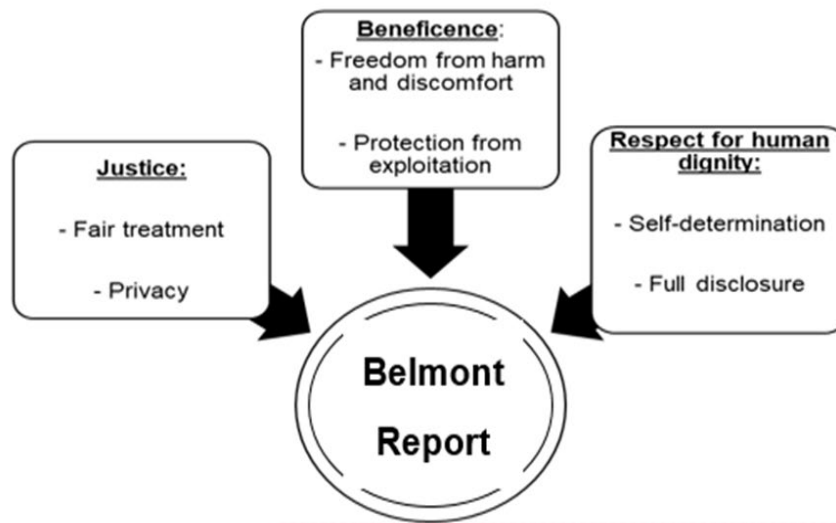 Justice:
- Fair treatment
- Privacy
Beneficence:
- Freedom from harm
and discomfort
- Protection from
exploitation
Respect for human
dignity:
- Self-determination
- Full disclosure
Belmont
Report